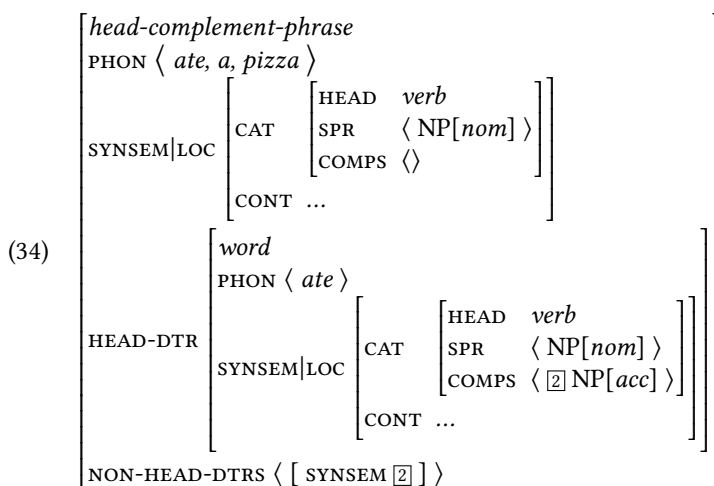 head-complement-phrase
PHON ⟨ ate, a, pizza ⟩
HEAD verb
CAT SPR ⟨ NP[nom] ⟩
SYNSEM|LOC COMPS ⟨⟩
CONT ...
(34)
word
PHON ⟨ ate ⟩
HEAD verb
HEAD-DTR CAT SPR ⟨ NP[nom] ⟩
SYNSEM|LOC COMPS ⟨ 2 NP[acc] ⟩
CONT ...
NON-HEAD-DTRS ⟨ [ SYNSEM 2 ] ⟩